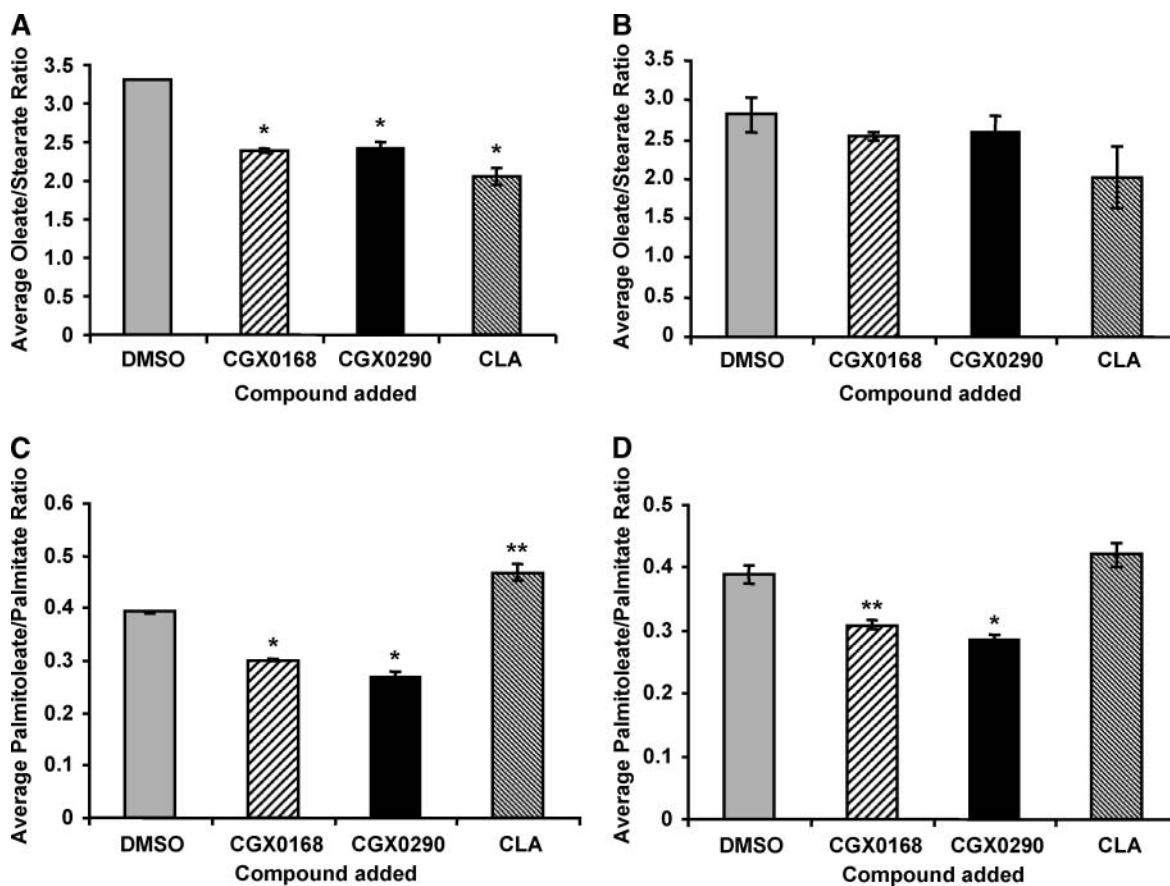 A
Average Oleate/Stearate Ratio
3.5
3.0
2.5
2.0
1.5
1.0
0.5
0
*
*
*
DMSO CGX0168 CGX0290 CLA
Compound added
B
Average Oleate/Stearate Ratio
3.5
3.0
2.5
2.0
1.5
1.0
0.5
0
DMSO CGX0168 CGX0290 CLA
Compound added
C
Average Palmitoleate/Palmitate Ratio
0.6
0.5
0.4
0.3
0.2
0.1
0
*
*
**
DMSO CGX0168 CGX0290 CLA
Compound added
D
Average Palmitoleate/Palmitate Ratio
0.5
0.4
0.3
0.2
0.1
0
**
*
DMSO CGX0168 CGX0290 CLA
Compound added